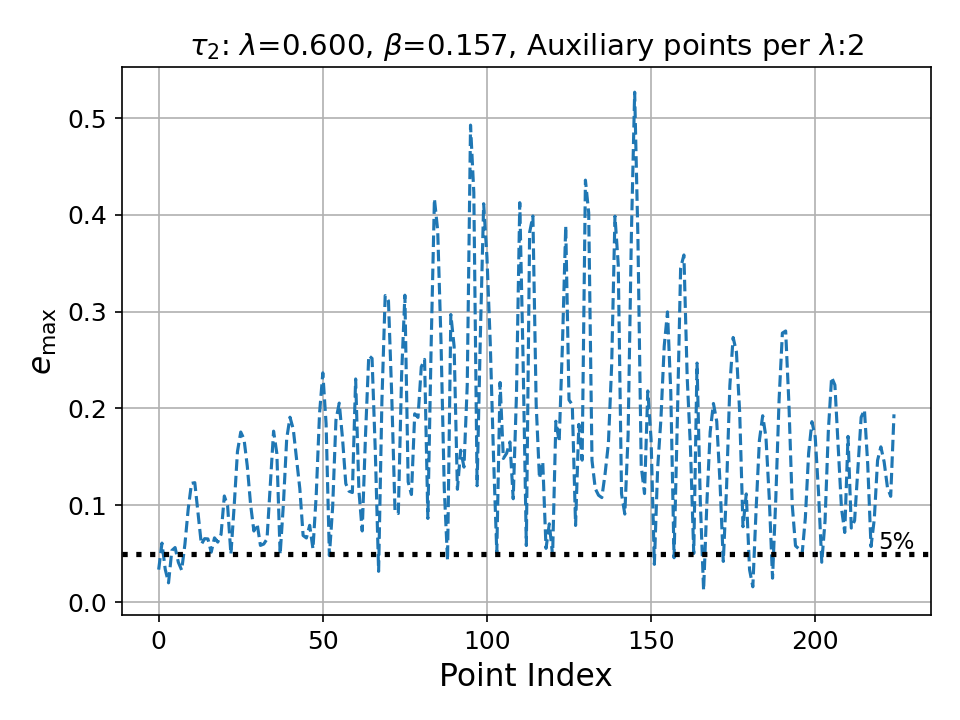 τ₂: λ=0.600, β=0.157, Auxiliary points per λ:2
0.5
0.4
0.3
0.2
0.1
0.0
e_max
5%
0 50 100 150 200
Point Index